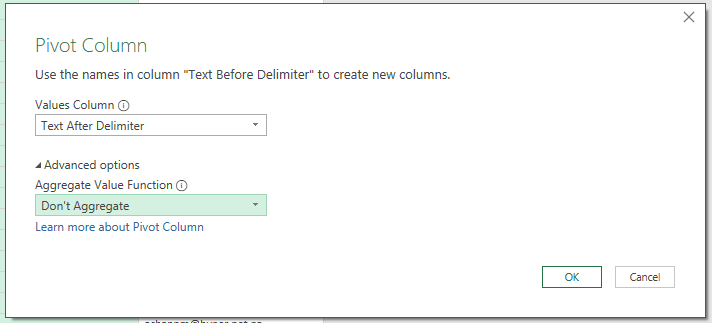 Pivot Column
Use the names in column "Text Before Delimiter" to create new columns.
Values Column
Text After Delimiter
Advanced options
Aggregate Value Function
Don't Aggregate
Learn more about Pivot Column
OK Cancel